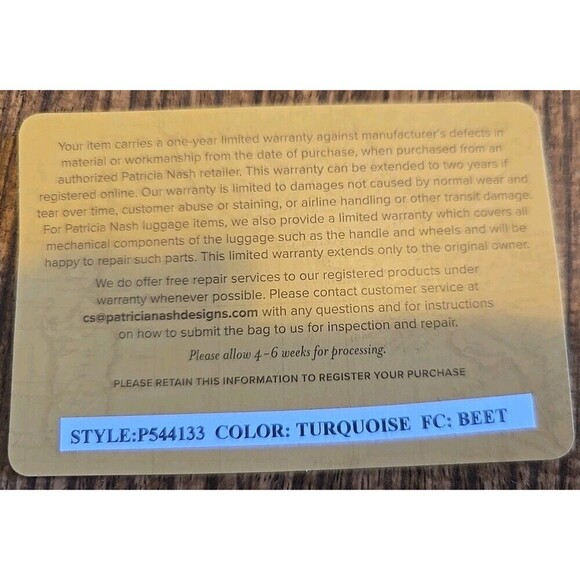 Your item carries a one-year limited warranty against manufacturer's defects in
material or workmanship from the date of purchase, when purchased from an
authorized Patricia Nash retailer. This warranty can be extended to two years if
registered online. Our warranty is limited to damages not caused by normal wear and
tear over time, customer abuse or staining, or airline handling or other transit damage.
For Patricia Nash luggage items, we also provide a limited warranty which covers all
mechanical components of the luggage such as the handle and wheels and will be
happy to repair such parts. This limited warranty extends only to the original owner.
We do offer free repair services to our registered products under
warranty whenever possible. Please contact customer service at
cs@patricianashdesigns.com with any questions and for instructions
on how to submit the bag to us for inspection and repair.
Please allow 4-6 weeks for processing.
PLEASE RETAIN THIS INFORMATION TO REGISTER YOUR PURCHASE
STYLE:P544133 COLOR: TURQUOISE FC: BEET